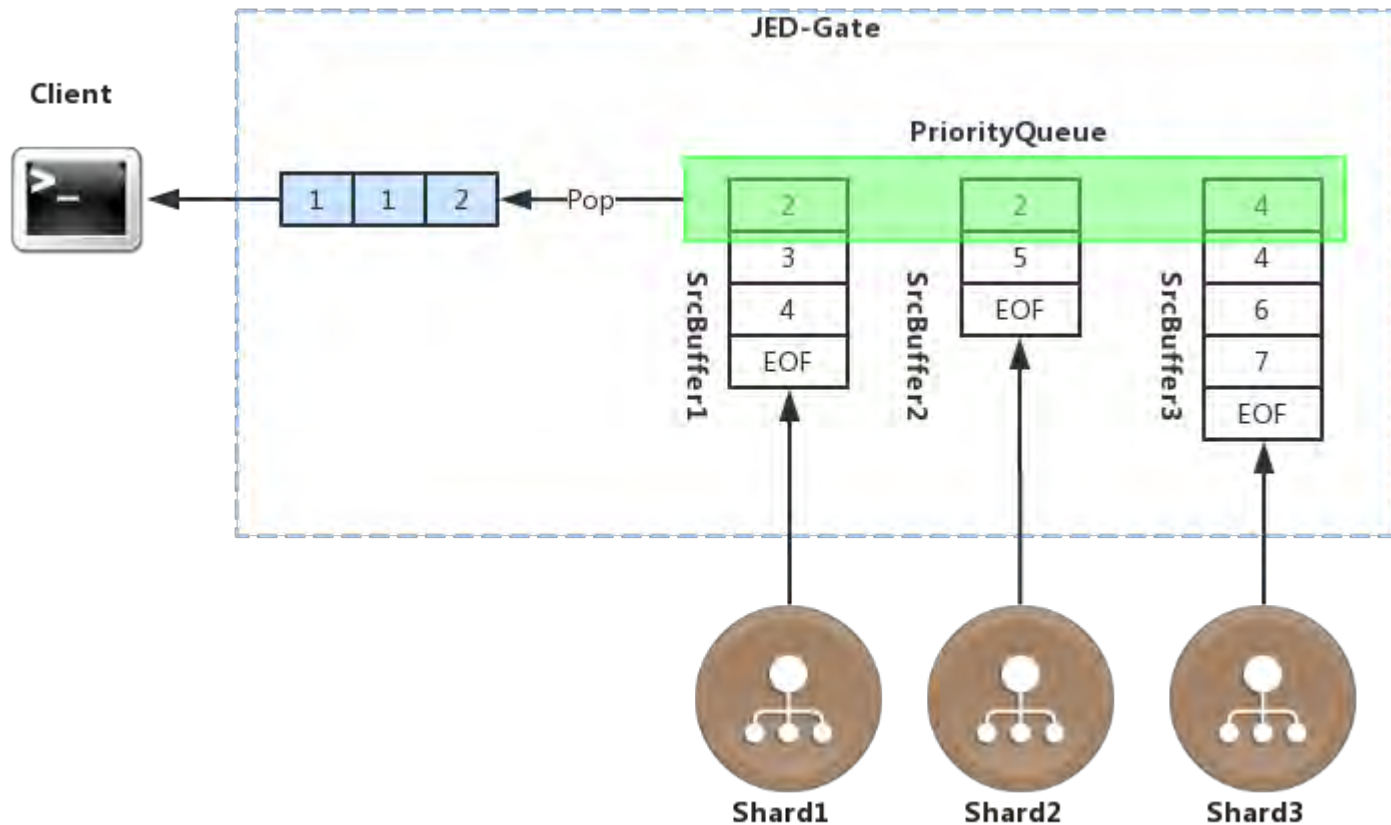 JED-Gate
Client
PriorityQueue
>_
1 1 2
Pop
2 2 4
3 5 4
4 EOF 6
EOF 7
EOF
SrcBuffer1
SrcBuffer2
SrcBuffer3
Shard1 Shard2 Shard3